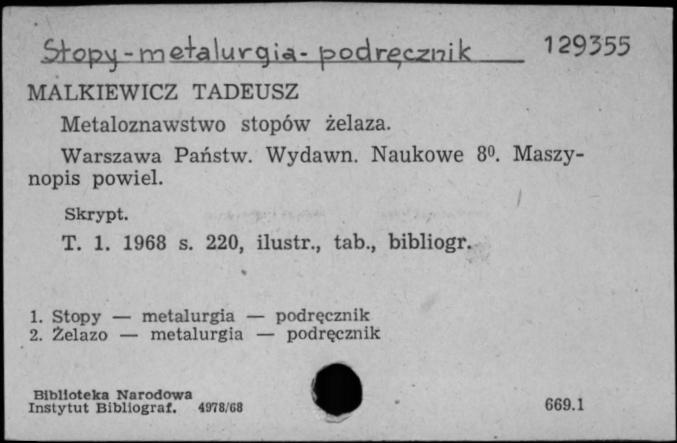 Stopy-metalurgia-podręcznik 129355
MALKIEWICZ TADEUSZ
Metaloznawstwo stopów żelaza.
Warszawa Państw. Wydawn. Naukowe 8⁰. Maszy-
nopis powiel.
Skrypt.
T. 1. 1968 s. 220, ilustr., tab., bibliogr.
1. Stopy — metalurgia — podręcznik
2. Żelazo — metalurgia — podręcznik
Biblioteka Narodowa
Instytut Bibliograf. 4978/68 669.1